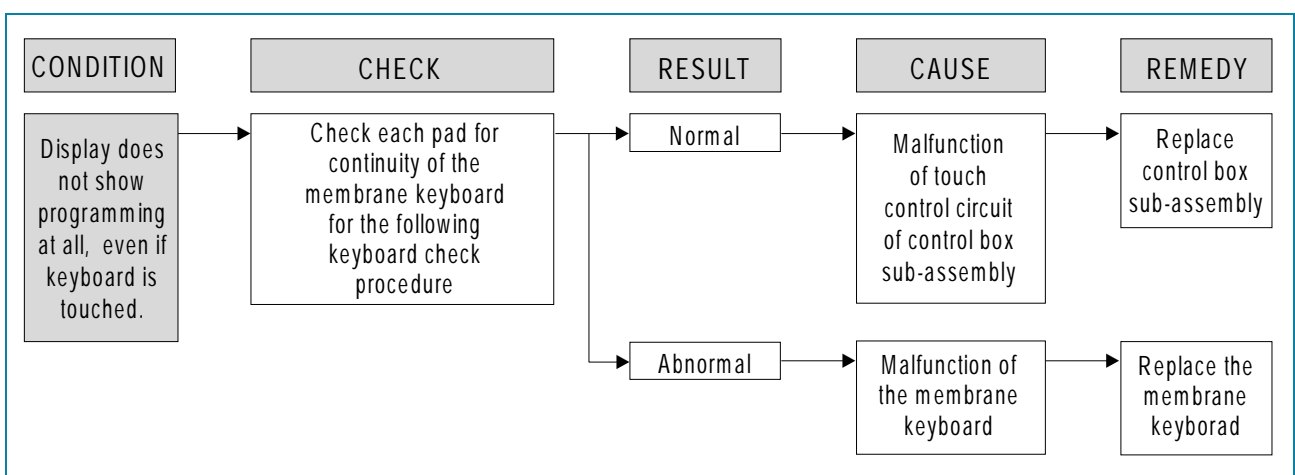 CONDITION
CHECK
RESULT
CAUSE
REMEDY
Display does
not show
programming
at all, even if
keyboard is
touched.
Check each pad for
continuity of the
membrane keyboard
for the following
keyboard check
procedure
Normal
Malfunction
of touch
control circuit
of control box
sub-assembly
Replace
control box
sub-assembly
Abnormal
Malfunction of
the membrane
keyboard
Replace the
membrane
keyborad